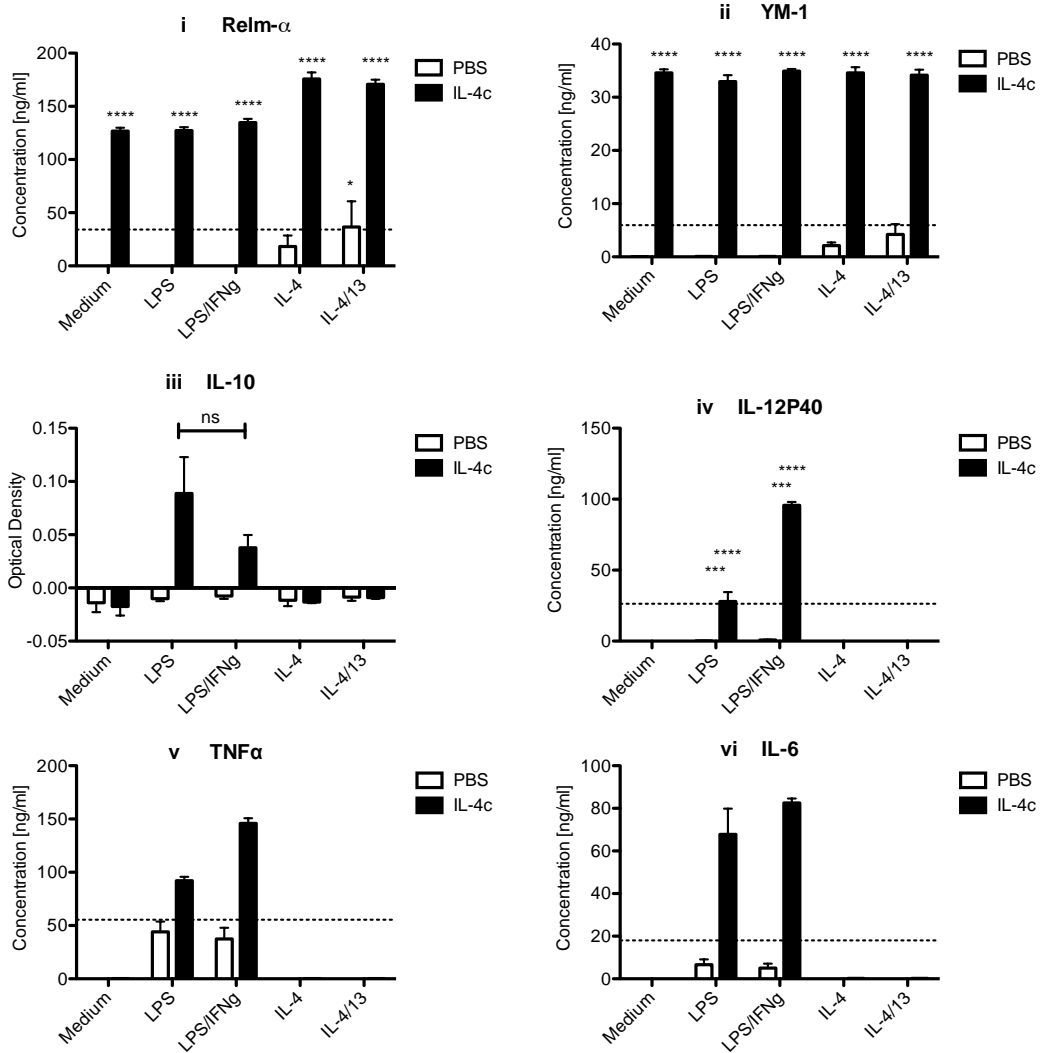 i Relm-α
Concentration [ng/ml]
200
150
100
50
0
**** **** **** **** * ****
Medium LPS LPS/IFNg IL-4 IL-4/13
PBS
IL-4c
ii YM-1
Concentration [ng/ml]
40
30
20
10
0
**** **** **** **** ****
Medium LPS LPS/IFNg IL-4 IL-4/13
PBS
IL-4c
iii IL-10
Optical Density
0.15
0.10
0.05
0.00
-0.05
ns
Medium LPS LPS/IFNg IL-4 IL-4/13
PBS
IL-4c
iv IL-12P40
Concentration [ng/ml]
150
100
50
0
****
***
****
***
Medium LPS LPS/IFNg IL-4 IL-4/13
PBS
IL-4c
v TNFα
Concentration [ng/ml]
200
150
100
50
0
Medium LPS LPS/IFNg IL-4 IL-4/13
PBS
IL-4c
vi IL-6
Concentration [ng/ml]
100
80
60
40
20
0
Medium LPS LPS/IFNg IL-4 IL-4/13
PBS
IL-4c